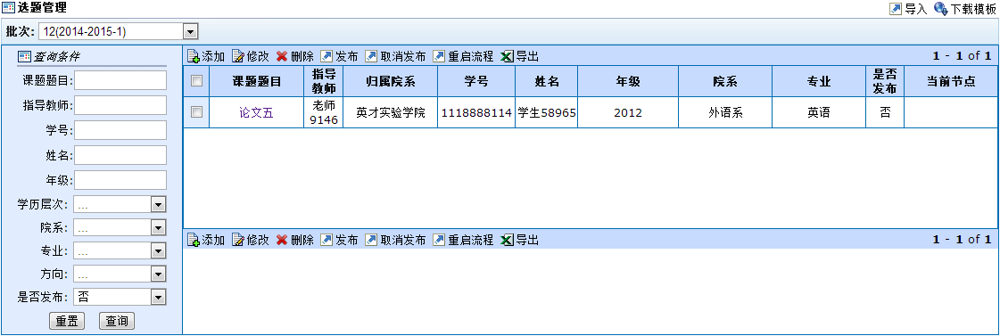 选题管理 导入 下载模板
批次: 12(2014-2015-1)
查询条件
课题题目:
指导教师:
学号:
姓名:
年级:
学历层次: ...
院系: ...
专业: ...
方向: ...
是否发布: 否
重置 查询
添加 修改 删除 发布 取消发布 重启流程 导出 1 - 1 of 1
课题题目 指导教师 归属院系 学号 姓名 年级 院系 专业 是否发布 当前节点
论文五 老师9146 英才实验学院 1118888114 学生58965 2012 外语系 英语 否
添加 修改 删除 发布 取消发布 重启流程 导出 1 - 1 of 1